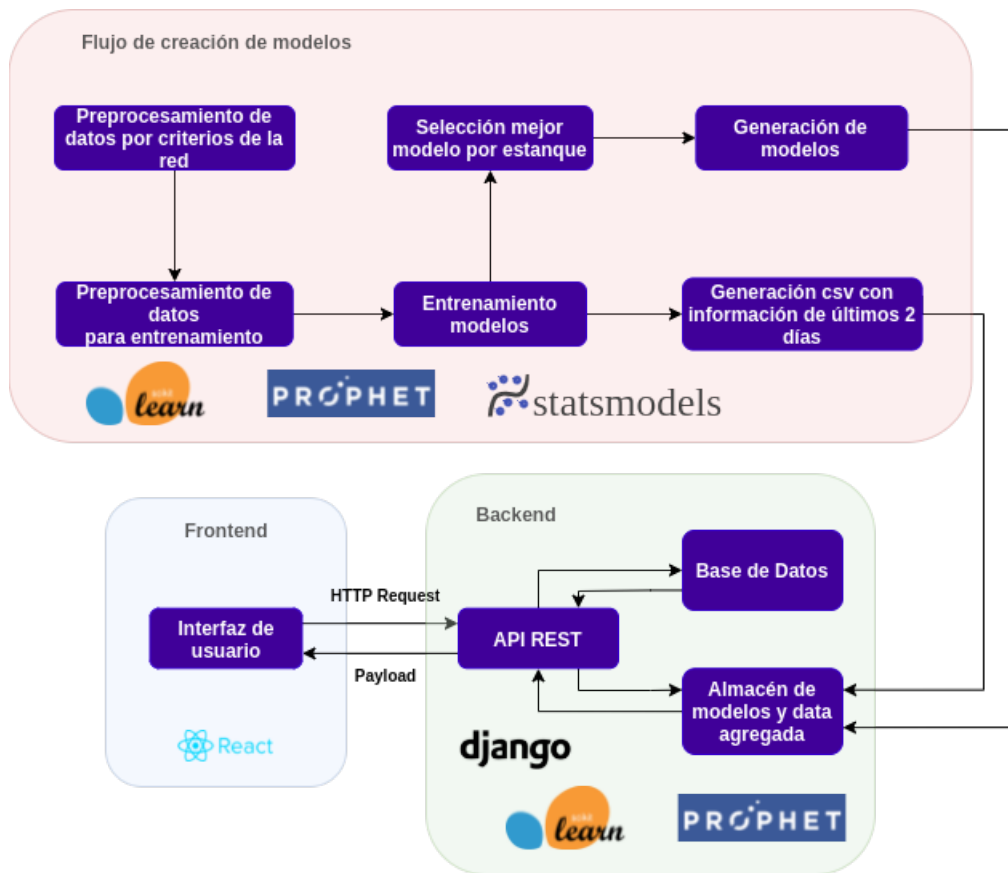 Flujo de creación de modelos
Preprocesamiento de
datos por criterios de la
red
Selección mejor
modelo por estanque
Generación de
modelos
Preprocesamiento de
datos
para entrenamiento
Entrenamiento
modelos
Generación csv con
información de últimos 2
días
scikit
learn
PROPHET
statsmodels
Frontend
Interfaz de
usuario
React
HTTP Request
Payload
Backend
Base de Datos
API REST
Almacén de
modelos y data
agregada
django
scikit
learn
PROPHET